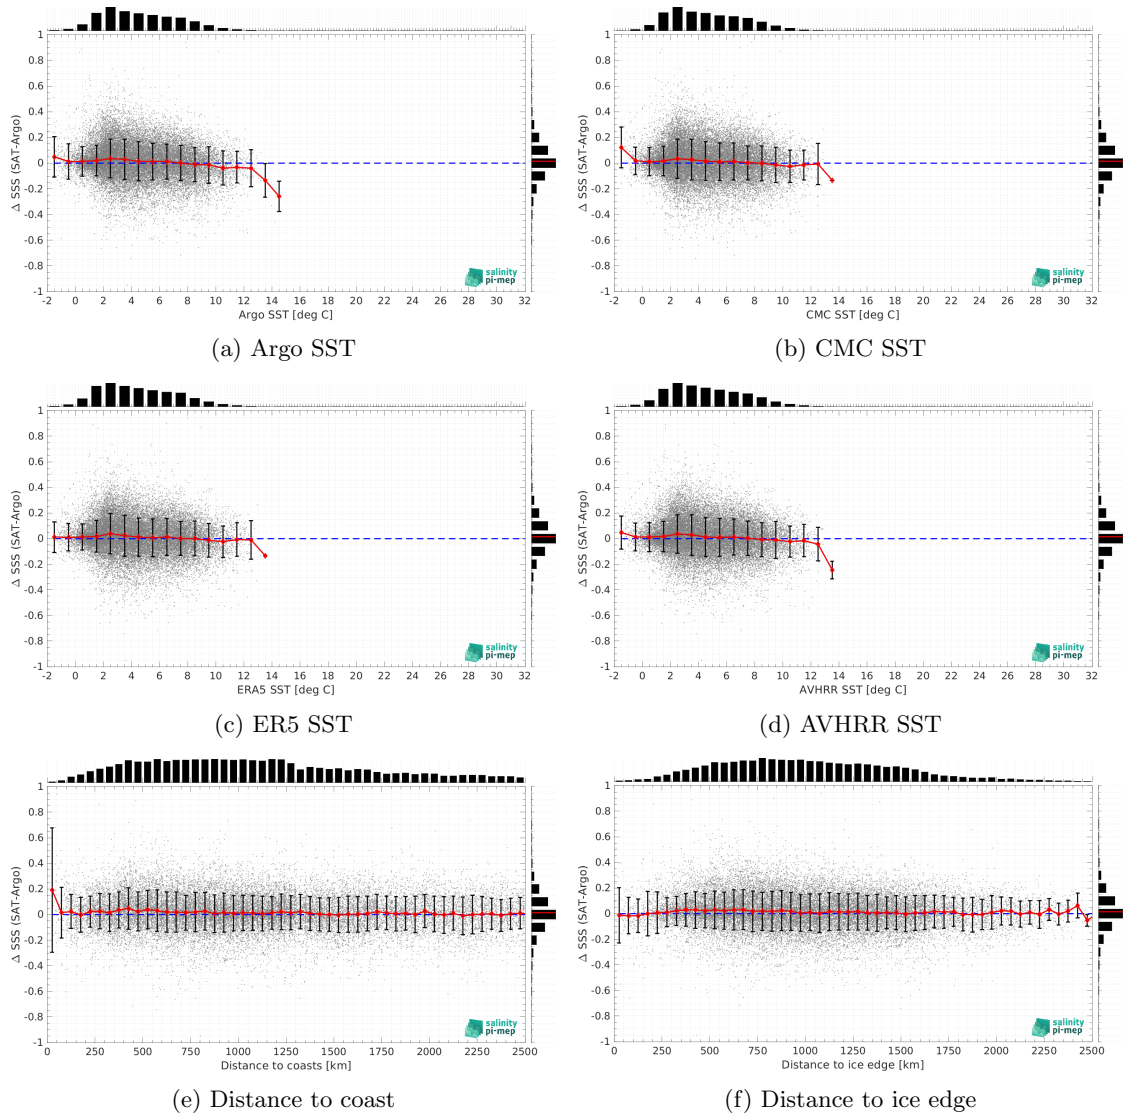 1
0.8
0.6
0.4
0.2
0
-0.2
-0.4
-0.6
-0.8
-1
Δ SSS (SAT-Argo)
salinity
pi-mep
-2 0 2 4 6 8 10 12 14 16 18 20 22 24 26 28 30 32
Argo SST [deg C]
(a) Argo SST
1
0.8
0.6
0.4
0.2
0
-0.2
-0.4
-0.6
-0.8
-1
Δ SSS (SAT-Argo)
salinity
pi-mep
-2 0 2 4 6 8 10 12 14 16 18 20 22 24 26 28 30 32
CMC SST [deg C]
(b) CMC SST
1
0.8
0.6
0.4
0.2
0
-0.2
-0.4
-0.6
-0.8
-1
Δ SSS (SAT-Argo)
salinity
pi-mep
-2 0 2 4 6 8 10 12 14 16 18 20 22 24 26 28 30 32
ERA5 SST [deg C]
(c) ER5 SST
1
0.8
0.6
0.4
0.2
0
-0.2
-0.4
-0.6
-0.8
-1
Δ SSS (SAT-Argo)
salinity
pi-mep
-2 0 2 4 6 8 10 12 14 16 18 20 22 24 26 28 30 32
AVHRR SST [deg C]
(d) AVHRR SST
1
0.8
0.6
0.4
0.2
0
-0.2
-0.4
-0.6
-0.8
-1
Δ SSS (SAT-Argo)
salinity
pi-mep
0 250 500 750 1000 1250 1500 1750 2000 2250 2500
Distance to coasts [km]
(e) Distance to coast
1
0.8
0.6
0.4
0.2
0
-0.2
-0.4
-0.6
-0.8
-1
Δ SSS (SAT-Argo)
salinity
pi-mep
0 250 500 750 1000 1250 1500 1750 2000 2250 2500
Distance to ice edge [km]
(f) Distance to ice edge